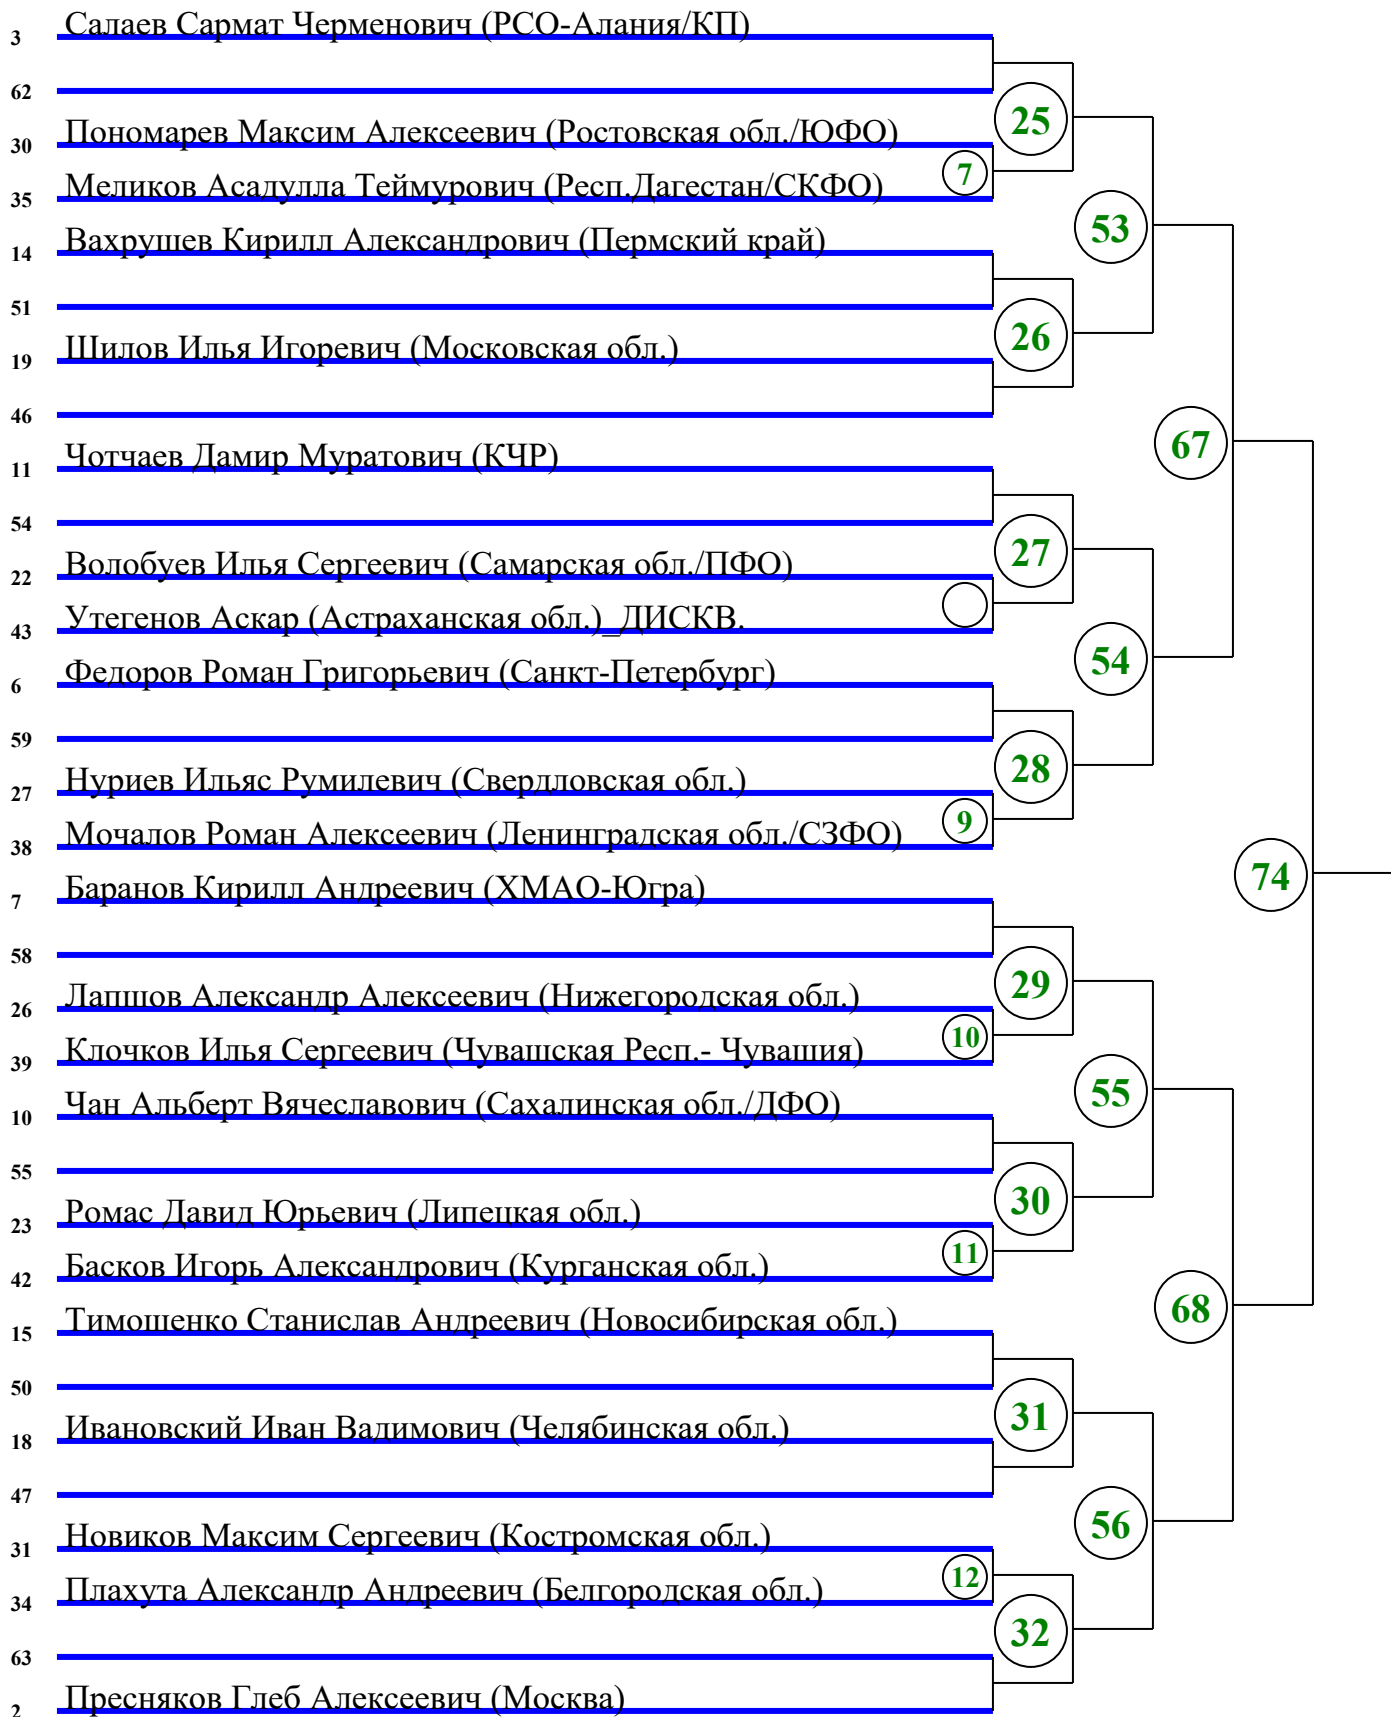 3 Салаев Сармат Черменович (РСО-Алания/КП)
62
25
30 Пономарев Максим Алексеевич (Ростовская обл./ЮФО)
7
35 Меликов Асадулла Теймурович (Респ.Дагестан/СКФО)
53
14 Вахрушев Кирилл Александрович (Пермский край)
51
26
19 Шилов Илья Игоревич (Московская обл.)
46
67
11 Чотчаев Дамир Муратович (КЧР)
54
27
22 Волобуев Илья Сергеевич (Самарская обл./ПФО)
43 Утегенов Аскар (Астраханская обл.)_ДИСКВ.
54
6 Федоров Роман Григорьевич (Санкт-Петербург)
59
28
27 Нуриев Ильяс Румилевич (Свердловская обл.)
9
38 Мочалов Роман Алексеевич (Ленинградская обл./СЗФО)
74
7 Баранов Кирилл Андреевич (ХМАО-Югра)
58
29
26 Лапшов Александр Алексеевич (Нижегородская обл.)
10
39 Клочков Илья Сергеевич (Чувашская Респ.- Чувашия)
55
10 Чан Альберт Вячеславович (Сахалинская обл./ДФО)
55
30
23 Ромас Давид Юрьевич (Липецкая обл.)
11
42 Басков Игорь Александрович (Курганская обл.)
68
15 Тимошенко Станислав Андреевич (Новосибирская обл.)
50
31
18 Ивановский Иван Вадимович (Челябинская обл.)
47
56
31 Новиков Максим Сергеевич (Костромская обл.)
12
34 Плахута Александр Андреевич (Белгородская обл.)
32
63
2 Пресняков Глеб Алексеевич (Москва)